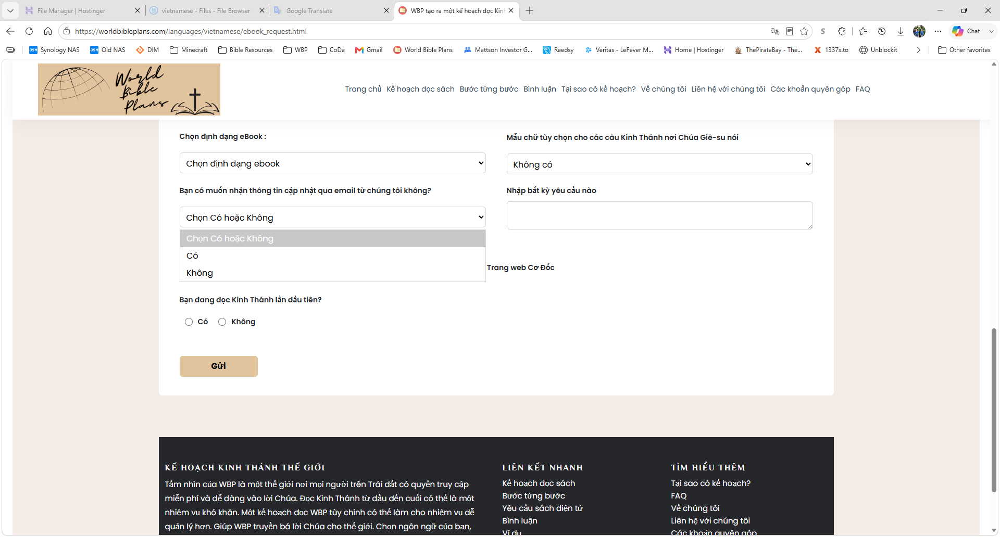 File Manager | Hostinger
vietnamese - Files - File Browser
Google Translate
WBP tạo ra một kế hoạch đọc Kinh
https://worldbibleplans.com/languages/vietnamese/ebook_request.html
Chat
Synology NAS
Old NAS
DIM
Minecraft
Bible Resources
WBP
CoDa
Gmail
World Bible Plans
Mattson Investor G...
Reedsy
Veritas - LeFever M...
Home | Hostinger
ThePirateBay - The...
1337x.to
Unblockit
Other favorites
World
Bible
Plans
Trang chủ Kế hoạch đọc sách Bước từng bước Bình luận Tại sao có kế hoạch? Về chúng tôi Liên hệ với chúng tôi Các khoản quyên góp FAQ
Chọn định dạng eBook :
Mẫu chữ tùy chọn cho các câu Kinh Thánh nơi Chúa Giê-su nói
Chọn định dạng ebook
Không có
Bạn có muốn nhận thông tin cập nhật qua email từ chúng tôi không?
Nhập bất kỳ yêu cầu nào
Chọn Có hoặc Không
Chọn Có hoặc Không
Có
Không
Trang web Cơ Đốc
Bạn đang đọc Kinh Thánh lần đầu tiên?
Có Không
Gửi
KẾ HOẠCH KINH THÁNH THẾ GIỚI
Tầm nhìn của WBP là một thế giới nơi mọi người trên Trái đất có quyền truy cập
miễn phí và dễ dàng vào lời Chúa. Đọc Kinh Thánh từ đầu đến cuối có thể là một
nhiệm vụ khó khăn. Một kế hoạch đọc WBP tùy chỉnh có thể làm cho nhiệm vụ dễ
quản lý hơn. Giúp WBP truyền bá lời Chúa cho thế giới. Chọn ngôn ngữ của bạn,
LIÊN KẾT NHANH
Kế hoạch đọc sách
Bước từng bước
Yêu cầu sách điện tử
Bình luận
Ví dụ
TÌM HIỂU THÊM
Tại sao có kế hoạch?
FAQ
Về chúng tôi
Liên hệ với chúng tôi
Các khoản quyên góp